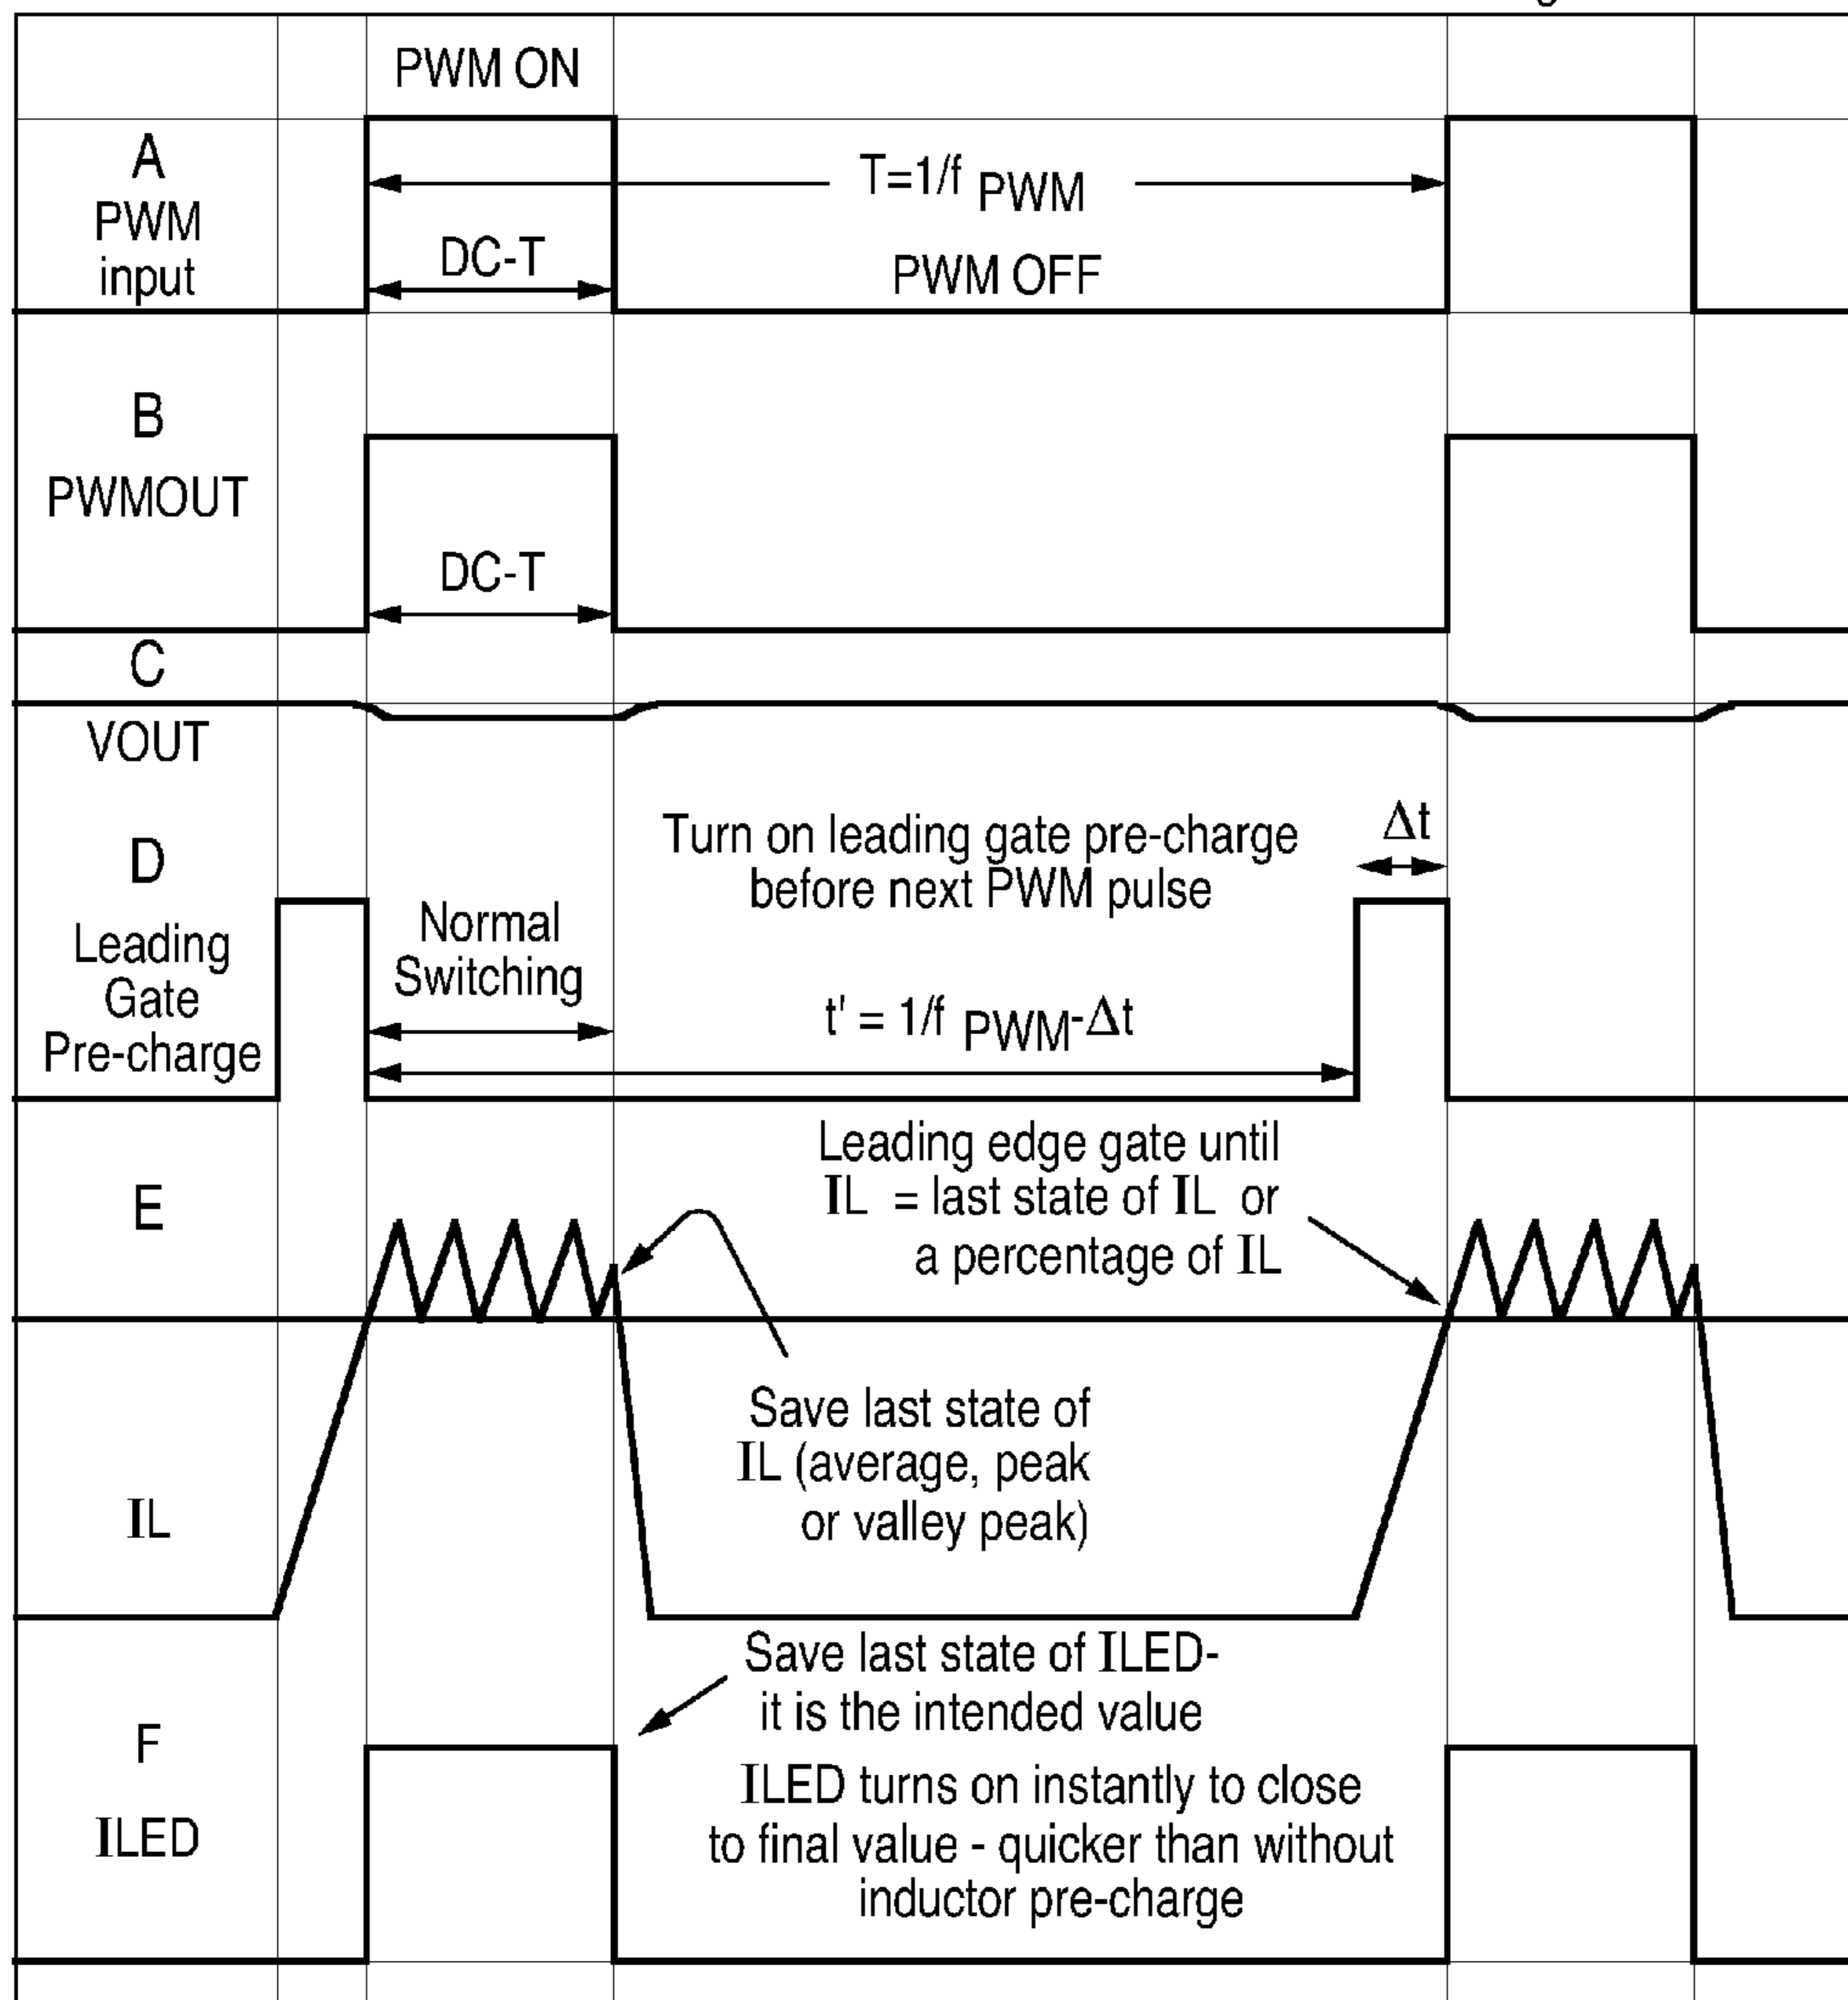 PWM ON
A
PWM
input
T=1/f PWM
DC-T
PWM OFF
B
PWMOUT
DC-T
C
VOUT
D
Leading
Gate
Pre-charge
Normal
Switching
Turn on leading gate pre-charge
before next PWM pulse
Δt
t' = 1/f PWM-Δt
E
IL
Leading edge gate until
IL = last state of IL or
a percentage of IL
Save last state of
IL (average, peak
or valley peak)
F
ILED
Save last state of ILED-
it is the intended value
ILED turns on instantly to close
to final value - quicker than without
inductor pre-charge